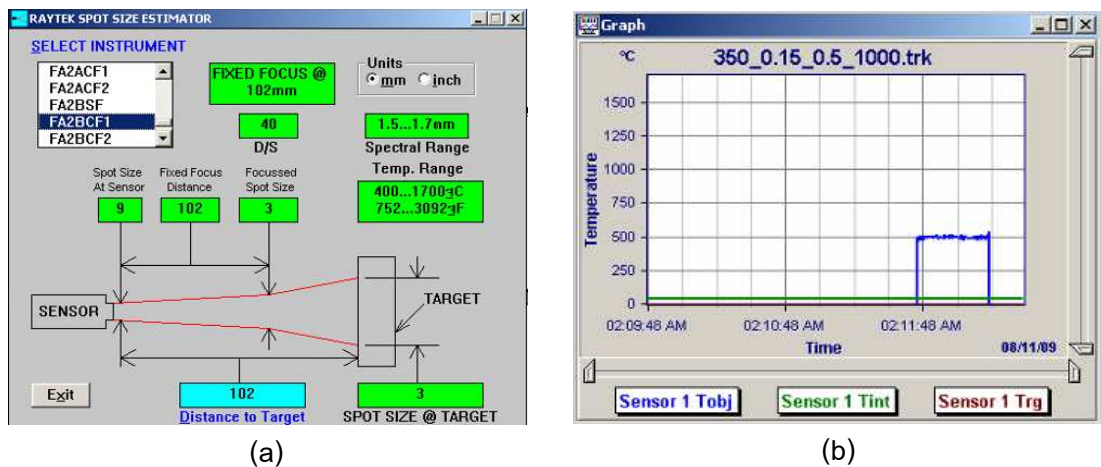 RAYTEK SPOT SIZE ESTIMATOR
SELECT INSTRUMENT
FA2ACF1
FA2ACF2
FA2BSF
FA2BCF1
FA2BCF2
FIXED FOCUS @
102mm
Units
mm inch
40
D/S
1.5...1.7øm
Spectral Range
Temp. Range
400...1700ʒC
752...3092ʒF
Spot Size
At Sensor
Fixed Focus
Distance
Focussed
Spot Size
9 102 3
SENSOR
TARGET
Exit
102
Distance to Target
3
SPOT SIZE @ TARGET
(a)
Graph
°C
350_0.15_0.5_1000.trk
1500
1250
1000
750
500
250
0
Temperature
02:09:48 AM 02:10:48 AM 02:11:48 AM
Time
08/11/09
Sensor 1 Tobj Sensor 1 Tint Sensor 1 Trg
(b)